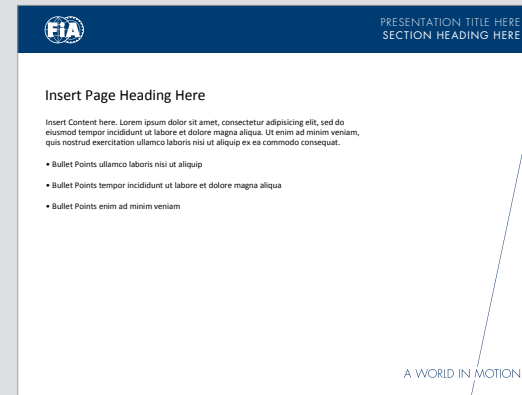 FiA
PRESENTATION TITLE HERE
SECTION HEADING HERE
Insert Page Heading Here
Insert Content here. Lorem ipsum dolor sit amet, consectetur adipisicing elit, sed do
eiusmod tempor incididunt ut labore et dolore magna aliqua. Ut enim ad minim veniam,
quis nostrud exercitation ullamco laboris nisi ut aliquip ex ea commodo consequat.
• Bullet Points ullamco laboris nisi ut aliquip
• Bullet Points tempor incididunt ut labore et dolore magna aliqua
• Bullet Points enim ad minim veniam
A WORLD IN MOTION